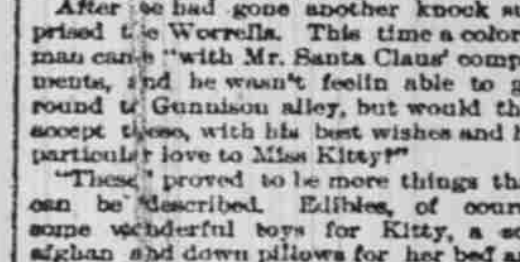 After he had gone another knock su
prised the Worrells. This time a color
man came "with Mr. Santa Claus' comp
ments, and he wasn't feelin able to g
round to Gunnison alley, but would th
accept these, with his best wishes and h
particular love to Miss Kitty!"
"These" proved to be more things tha
can be described. Edibles, of cour
some wonderful toys for Kitty, a so
afghan and down pillows for her bed a